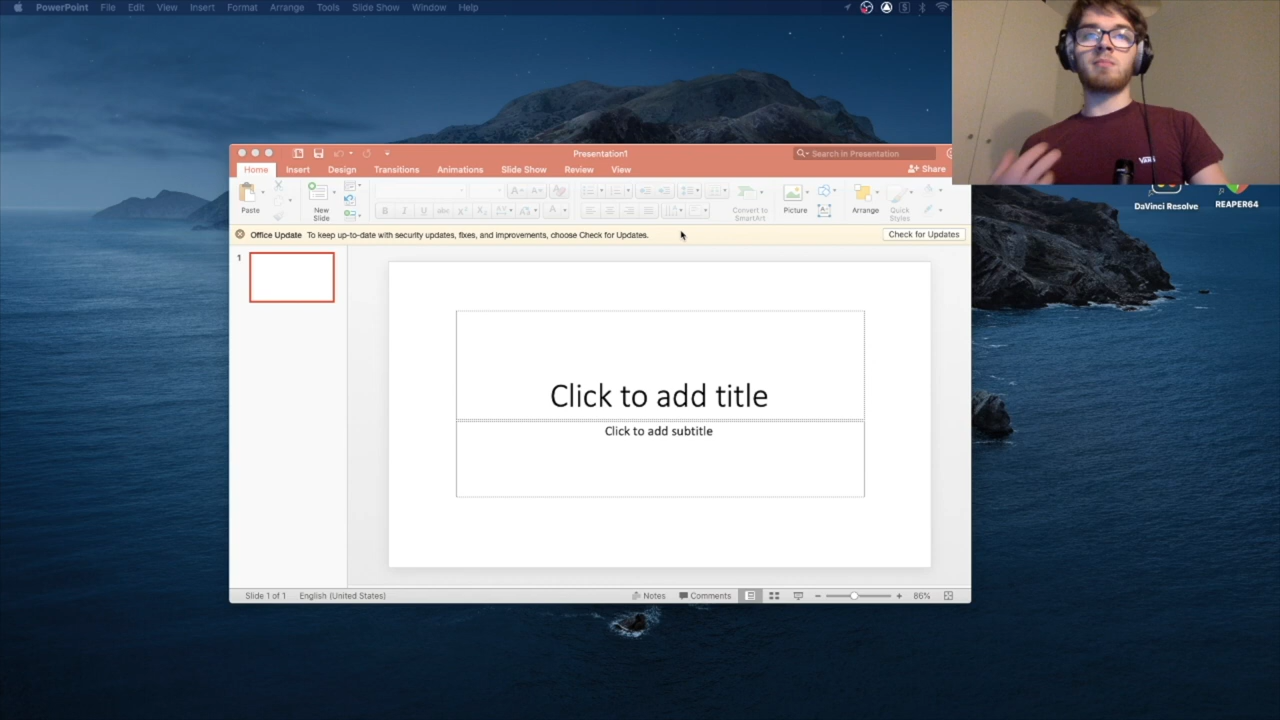 PowerPoint File Edit View Insert Format Arrange Tools Slide Show Window Help
Presentation1
Search in Presentation
Home Insert Design Transitions Animations Slide Show Review View
Share
Paste
New
Slide
Convert to
SmartArt
Picture
Arrange
Quick
Styles
Office Update To keep up-to-date with security updates, fixes, and improvements, choose Check for Updates.
Check for Updates
1
Click to add title
Click to add subtitle
Slide 1 of 1
English (United States)
Notes
Comments
86%
VANS
DaVinci Resolve
REAPER64